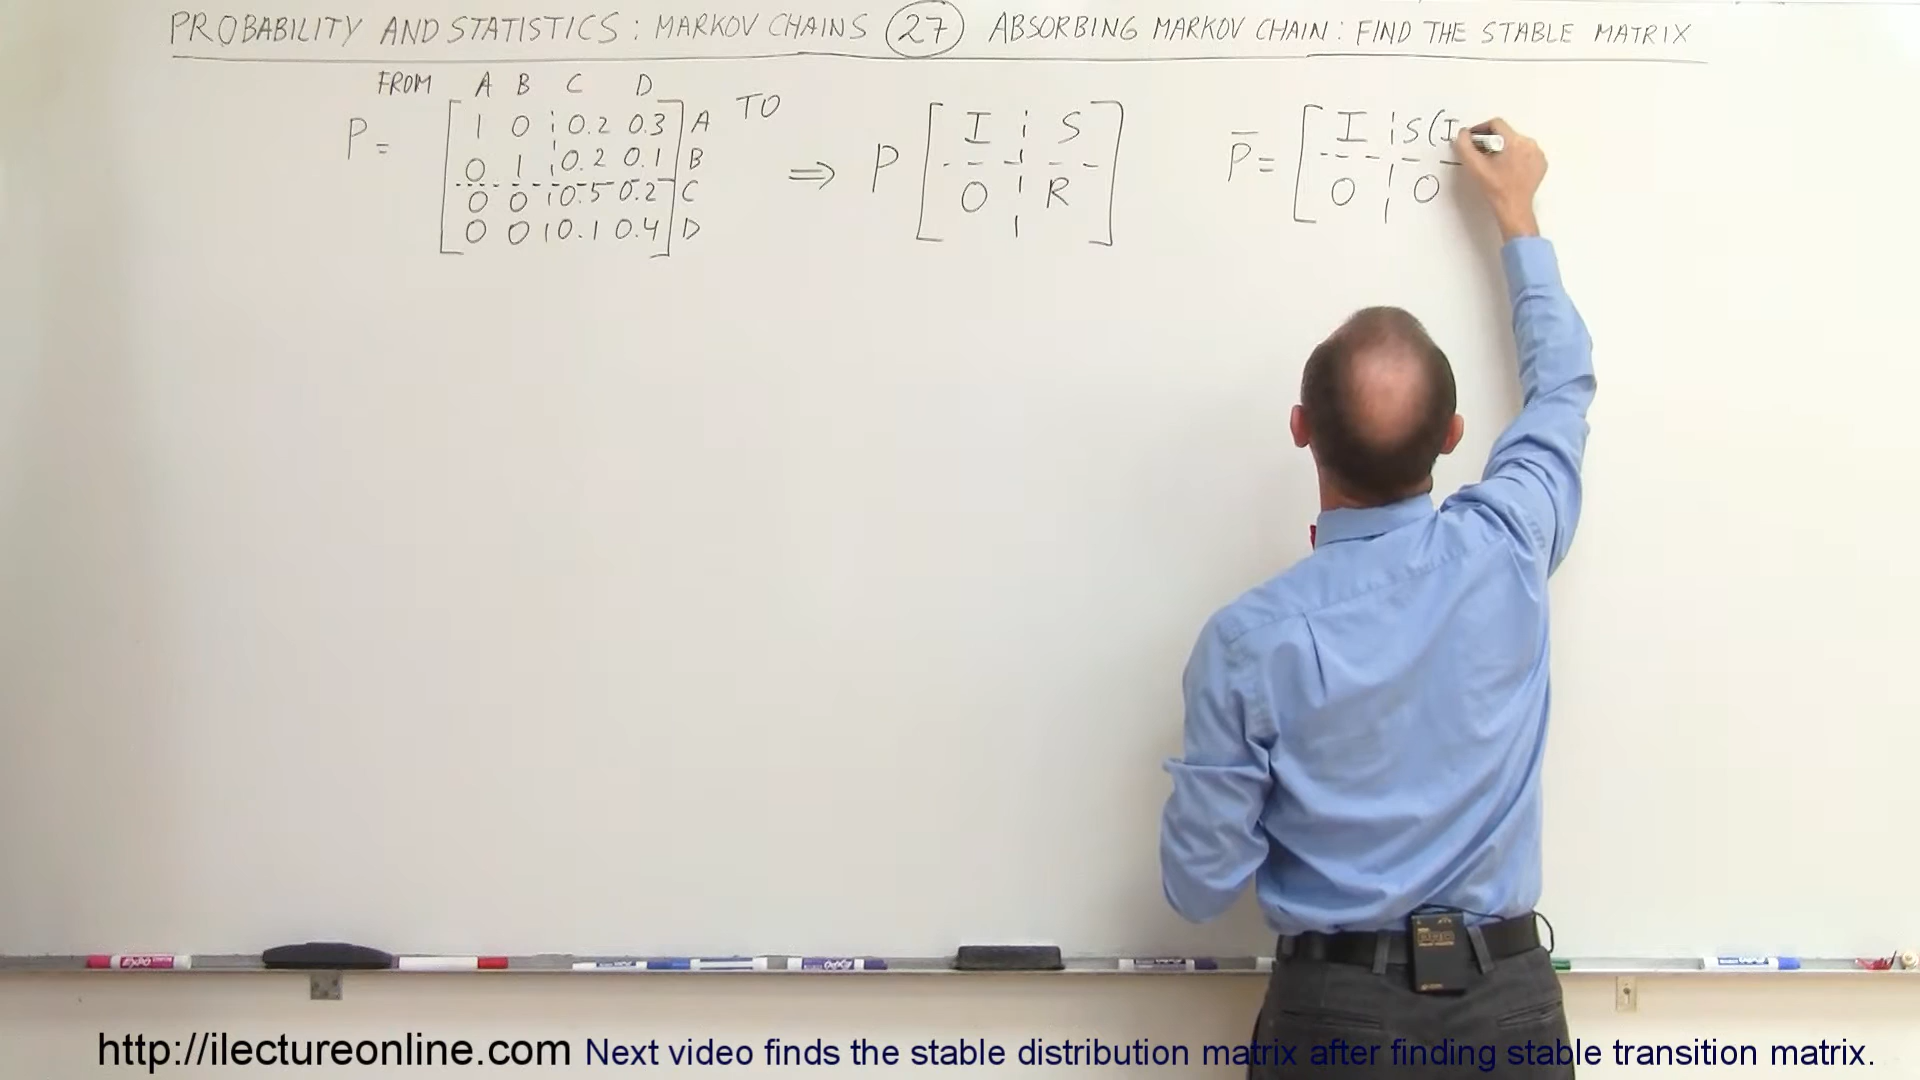 PROBABILITY AND STATISTICS: MARKOV CHAINS 27 ABSORBING MARKOV CHAIN: FIND THE STABLE MATRIX
FROM A B C D TO
P= [ 1 0 0.2 0.3 ] A
0 1 0.2 0.1 B
0 0 0.5 0.2 C
0 0 0.1 0.4 D
⇒ P [ I S
0 R ]
P̄ = [ I S(I
0 0
EXPO
http://ilectureonline.com Next video finds the stable distribution matrix after finding stable transition matrix.